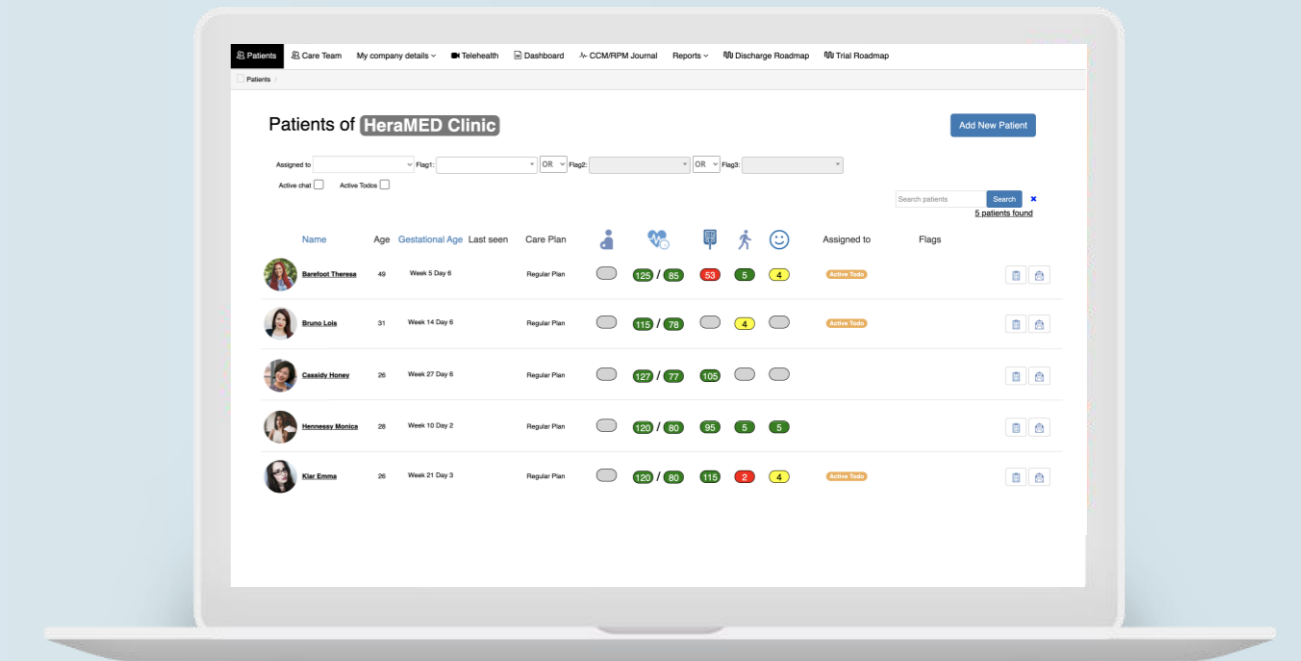 Patients Care Team My company details Telehealth Dashboard CCM/RPM Journal Reports Discharge Roadmap Trial Roadmap
Patients /
Patients of HeraMED Clinic Add New Patient
Assigned to Flag1: OR Flag2: OR Flag3:
Active chat Active Todos
Search patients Search ×
5 patients found
Name Age Gestational Age Last seen Care Plan Assigned to Flags
Barefoot Theresa 49 Week 5 Day 6 Regular Plan 125 / 85 53 5 4 Active Todo
Bruno Lois 31 Week 14 Day 6 Regular Plan 115 / 78 4 Active Todo
Cassidy Honey 26 Week 27 Day 6 Regular Plan 127 / 77 105
Hennessy Monica 28 Week 10 Day 2 Regular Plan 120 / 80 95 5 5
Kiar Emma 26 Week 21 Day 3 Regular Plan 120 / 80 115 2 4 Active Todo